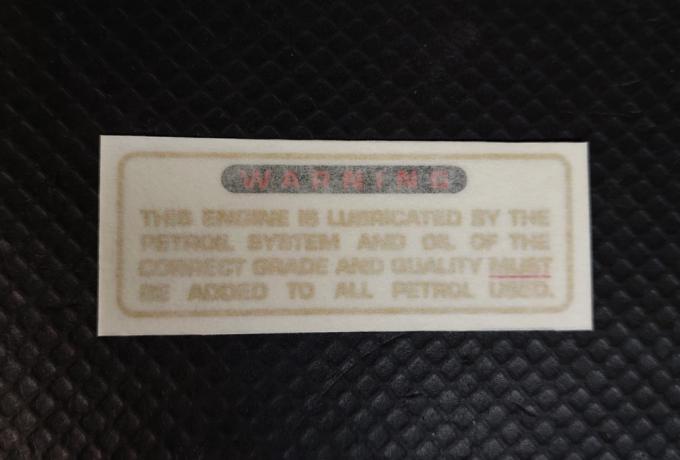 WARNING
THIS ENGINE IS LUBRICATED BY THE
PETROIL SYSTEM AND OIL OF THE
CORRECT GRADE AND QUALITY MUST
BE ADDED TO ALL PETROL USED.